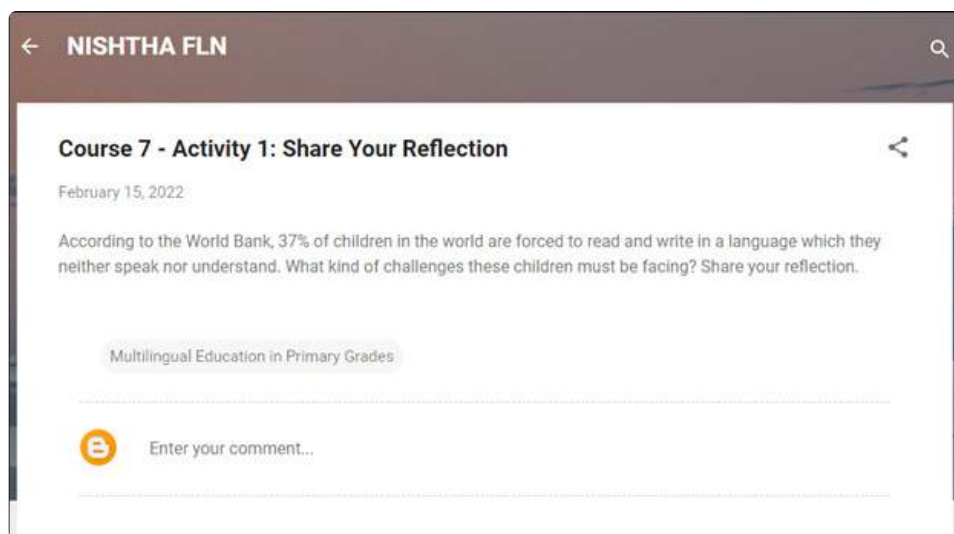 NISHTHA FLN
Course 7 - Activity 1: Share Your Reflection
February 15, 2022
According to the World Bank, 37% of children in the world are forced to read and write in a language which they
neither speak nor understand. What kind of challenges these children must be facing? Share your reflection.
Multilingual Education in Primary Grades
Enter your comment...